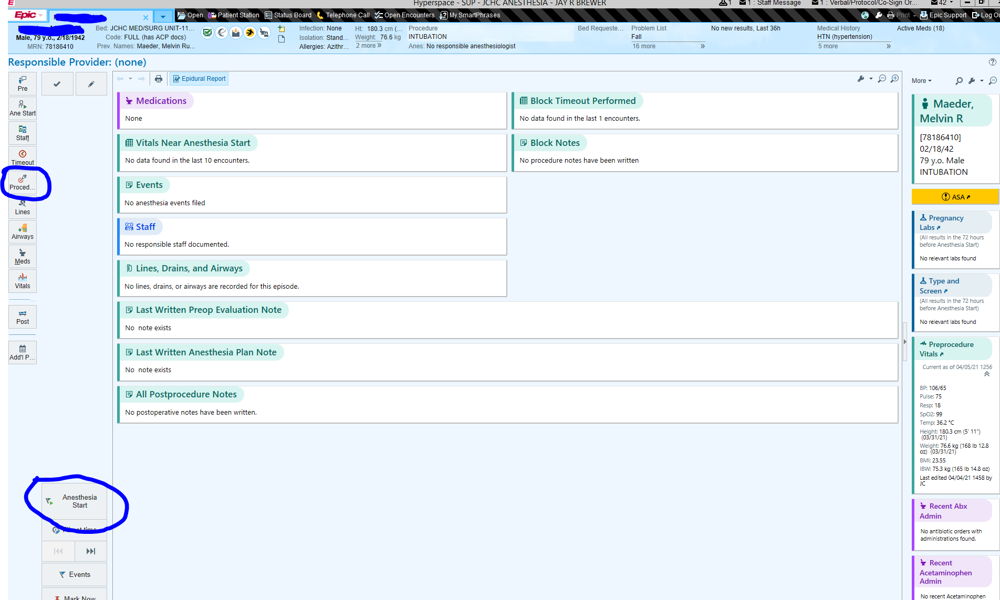 Hyperspace - SUP - JCHC ANESTHESIA - JAY R BREWER
1
1 : Staff Message
1 : Verbal/Protocol/Co-Sign Or...
42
Epic
Open
Patient Station
Status Board
Telephone Call
Open Encounters
My SmartPhrases
Print
Epic Support
Log Ou
Male, 79 y.o., 2/18/1942
MRN: 78186410
Bed: JCHC MED/SURG UNIT-11...
Code: FULL (has ACP docs)
Prev. Names: Maeder, Melvin Ru...
Infection: None
Isolation: Stand...
Allergies: Azithr...
Ht: 180.3 cm (...
Weight: 76.6 kg
2 more »
Procedure
INTUBATION
Anes: No responsible anesthesiologist
Bed Requeste...
Problem List
Fall
16 more »
No new results, Last 36h
Medical History
HTN (hypertension)
5 more »
Active Meds (18)
Responsible Provider: (none)
Pre
Ane Start
Staff
Timeout
Proced...
Lines
Airways
Meds
Vitals
Post
Add'l P...
Anesthesia
Start
Events
Mark Now
Epidural Report
Medications
None
Block Timeout Performed
No data found in the last 1 encounters.
Vitals Near Anesthesia Start
No data found in the last 10 encounters.
Block Notes
No procedure notes have been written
Events
No anesthesia events filed
Staff
No responsible staff documented.
Lines, Drains, and Airways
No lines, drains, or airways are recorded for this episode.
Last Written Preop Evaluation Note
No note exists
Last Written Anesthesia Plan Note
No note exists
All Postprocedure Notes
No postoperative notes have been written.
More
Maeder,
Melvin R
[78186410]
02/18/42
79 y.o. Male
INTUBATION
ASA
Pregnancy
Labs
(All results in the 72 hours
before Anesthesia Start)
No relevant labs found
Type and
Screen
(All results in the 72 hours
before Anesthesia Start)
No relevant labs found
Preprocedure
Vitals
Current as of 04/05/21 1256
BP: 106/65
Pulse: 75
Resp: 18
SpO2: 99
Temp: 36.2 °C
Height: 180.3 cm (5' 11")
(03/31/21)
Weight: 76.6 kg (168 lb 12.8
oz) (03/31/21)
BMI: 23.55
IBW: 75.3 kg (165 lb 14.8 oz)
Last edited 04/04/21 1458 by
JC
Recent Abx
Admin
No antibiotic orders with
administrations found.
Recent
Acetaminophen
Admin
No recent Acetaminophen